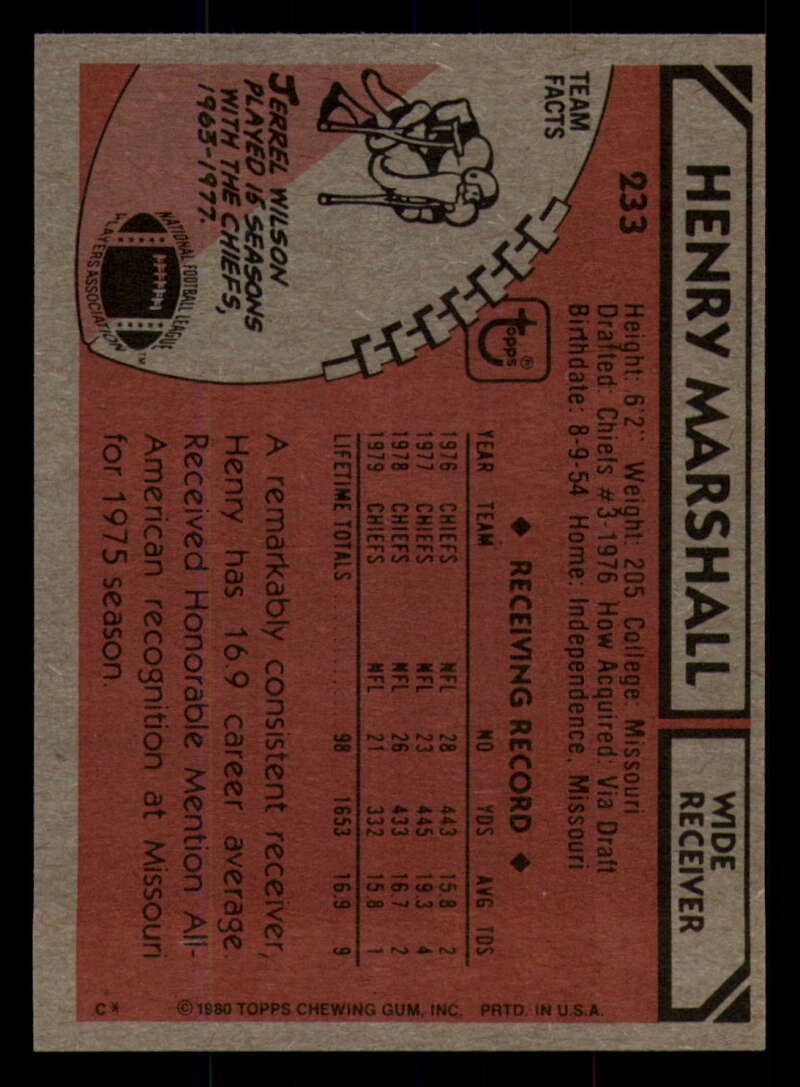 HENRY MARSHALL
WIDE
RECEIVER
233
Height: 6'2" Weight: 205 College: Missouri
Drafted: Chiefs #3-1976 How Acquired: Via Draft
Birthdate: 8-9-54 Home: Independence, Missouri
TEAM
FACTS
JERREL WILSON
PLAYED 15 SEASONS
WITH THE CHIEFS,
1963-1977.
NATIONAL FOOTBALL LEAGUE
PLAYERS ASSOCIATION
TM
topps®
◆ RECEIVING RECORD ◆
YEAR TEAM NO YDS AVG TDS
1976 CHIEFS NFL 28 443 15.8 2
1977 CHIEFS NFL 23 445 19.3 4
1978 CHIEFS NFL 26 433 16.7 2
1979 CHIEFS NFL 21 332 15.8 1
LIFETIME TOTALS 98 1653 16.9 9
A remarkably consistent receiver,
Henry has 16.9 career average.
Received Honorable Mention All-
American recognition at Missouri
for 1975 season.
C* ©1980 TOPPS CHEWING GUM, INC. PRTD. IN U.S.A.